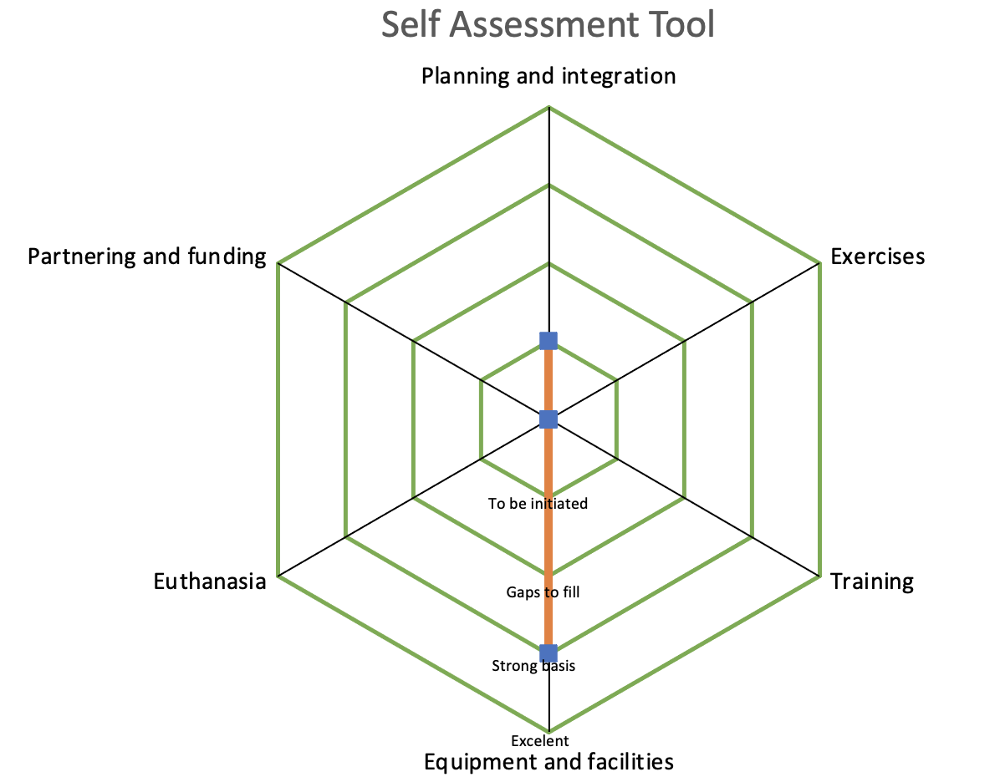 Self Assessment Tool
Planning and integration
Partnering and funding
Exercises
To be initiated
Euthanasia
Training
Gaps to fill
Strong basis
Excelent
Equipment and facilities